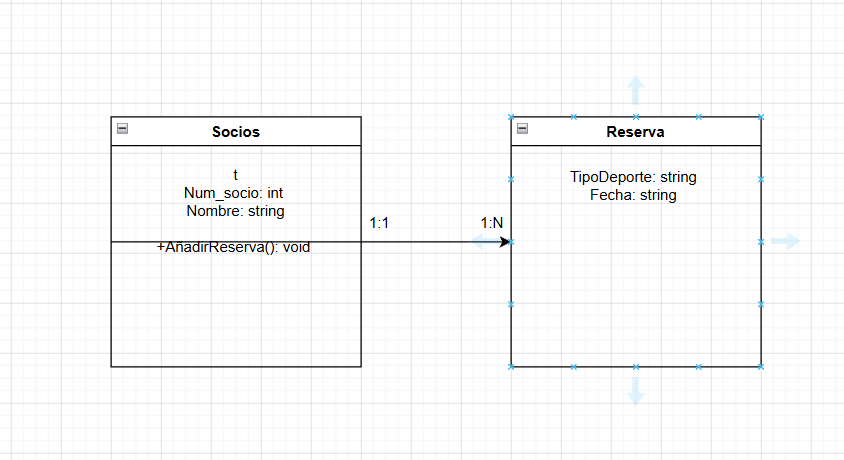 Socios
t
Num_socio: int
Nombre: string
+AñadirReserva(): void
1:1
1:N
Reserva
TipoDeporte: string
Fecha: string